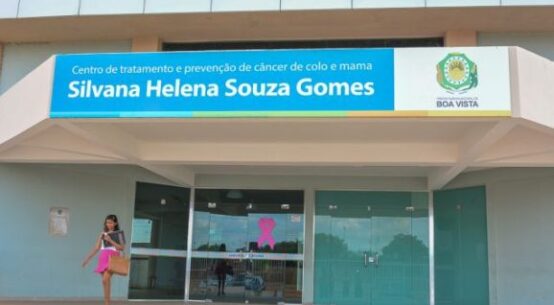 Centro de tratamento e prevenção de câncer de colo e mama
Silvana Helena Souza Gomes
BOA VISTA